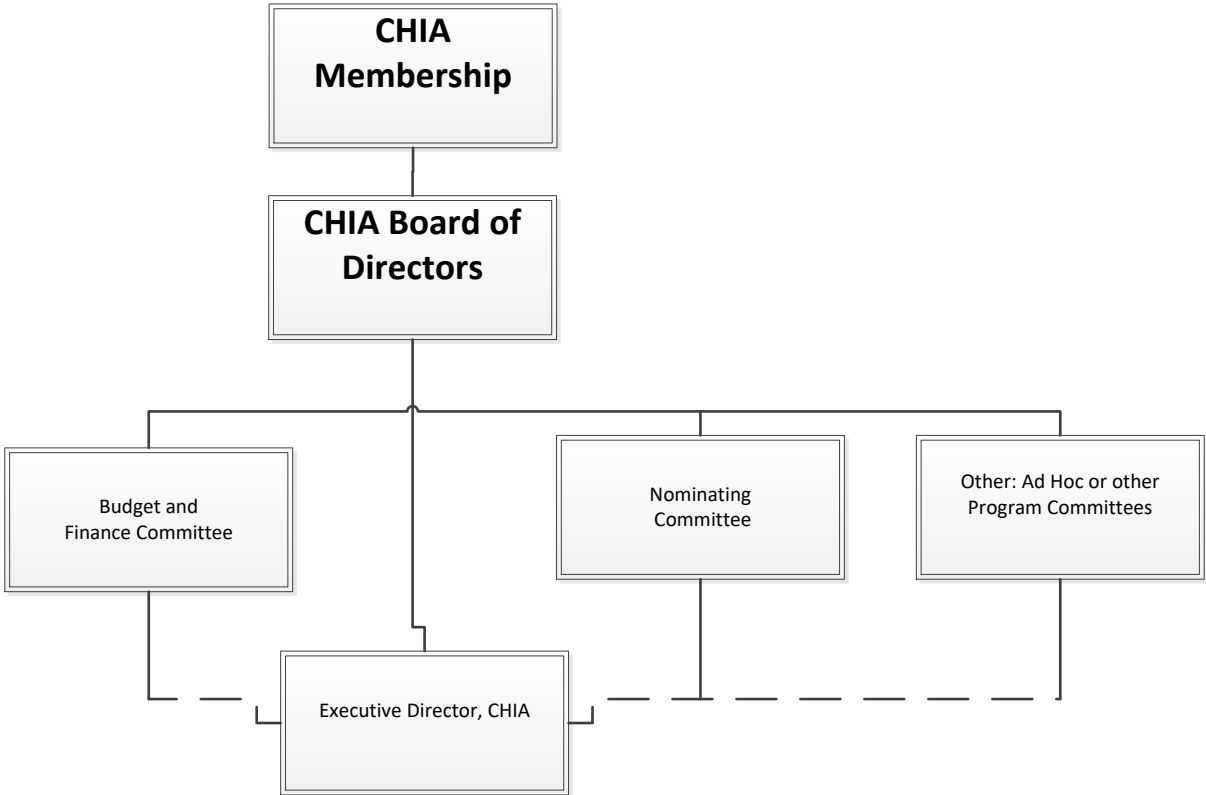 CHIA
Membership
CHIA Board of
Directors
Budget and
Finance Committee
Nominating
Committee
Other: Ad Hoc or other
Program Committees
Executive Director, CHIA